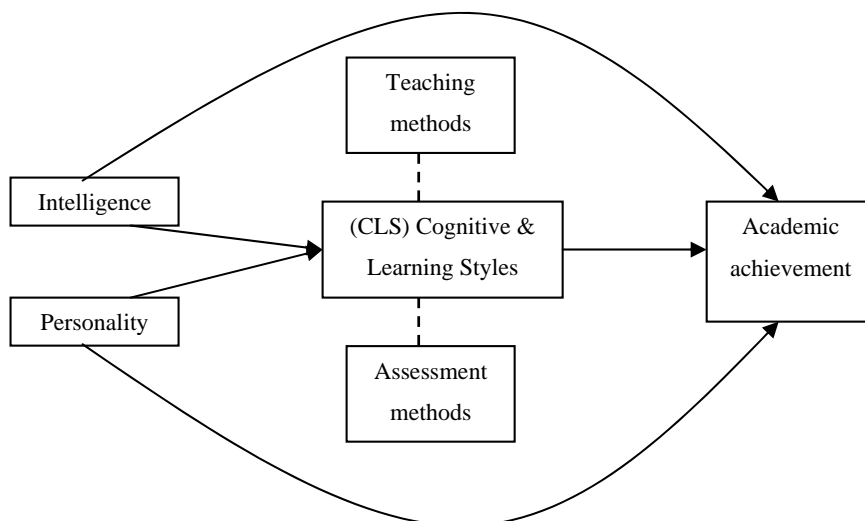 Teaching
methods
Intelligence
(CLS) Cognitive &
Learning Styles
Academic
achievement
Personality
Assessment
methods